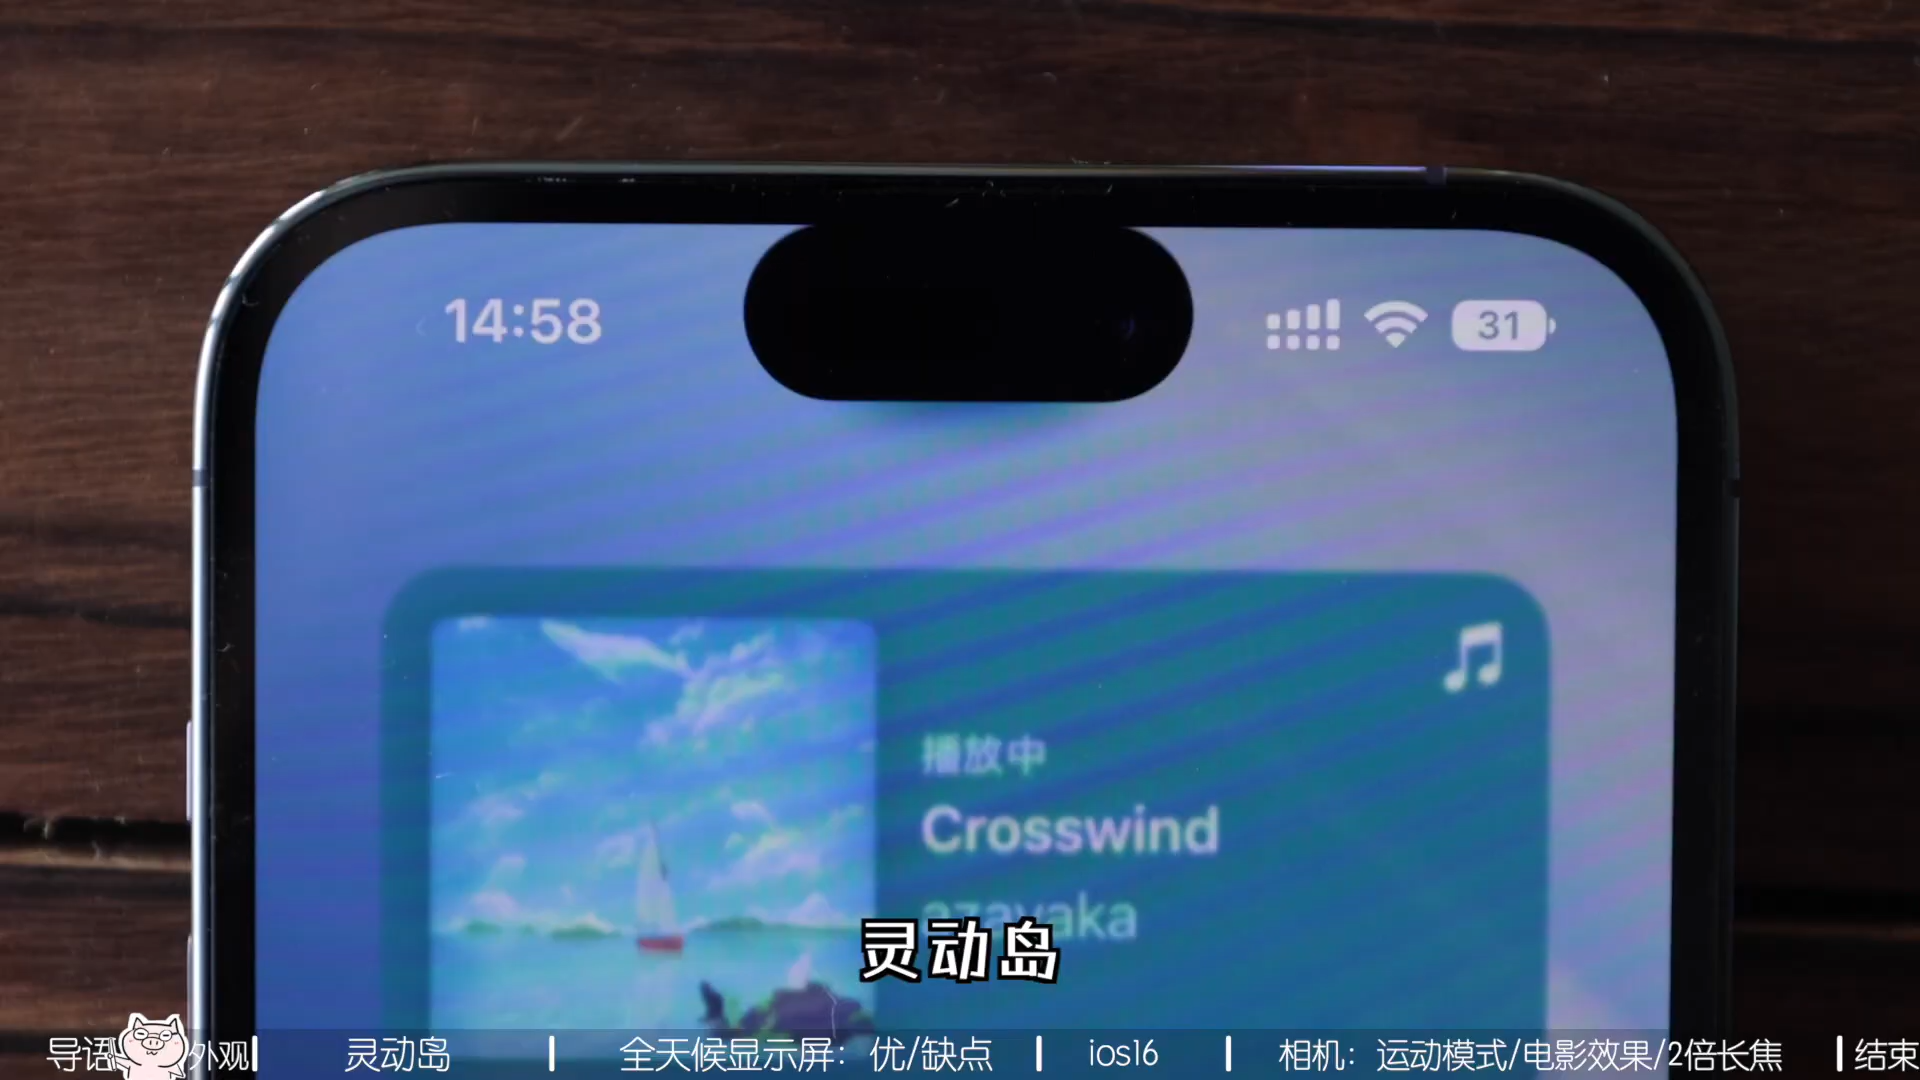 14:58
31
播放中
Crosswind
azayaka
灵动岛
导语 外观 灵动岛 全天候显示屏：优/缺点 ios16 相机：运动模式/电影效果/2倍长焦 结束